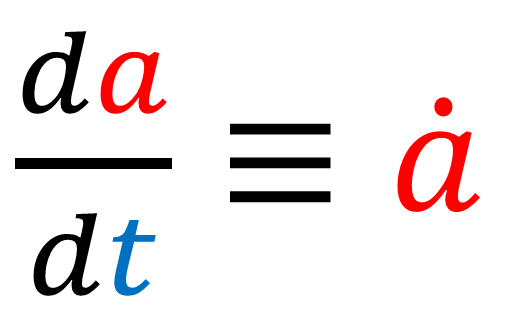 da/dt ≡ ȧ